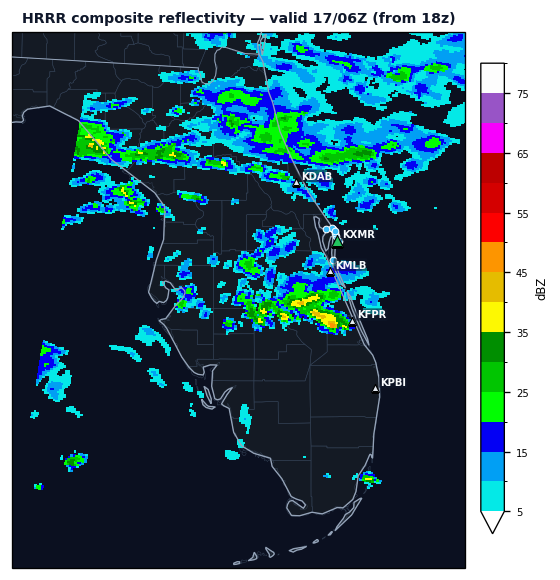 HRRR composite reflectivity — valid 17/06Z (from 18z)
75
65
55
45
35
25
15
5
dBZ
KDAB
KXMR
KMLB
KFPR
KPBI